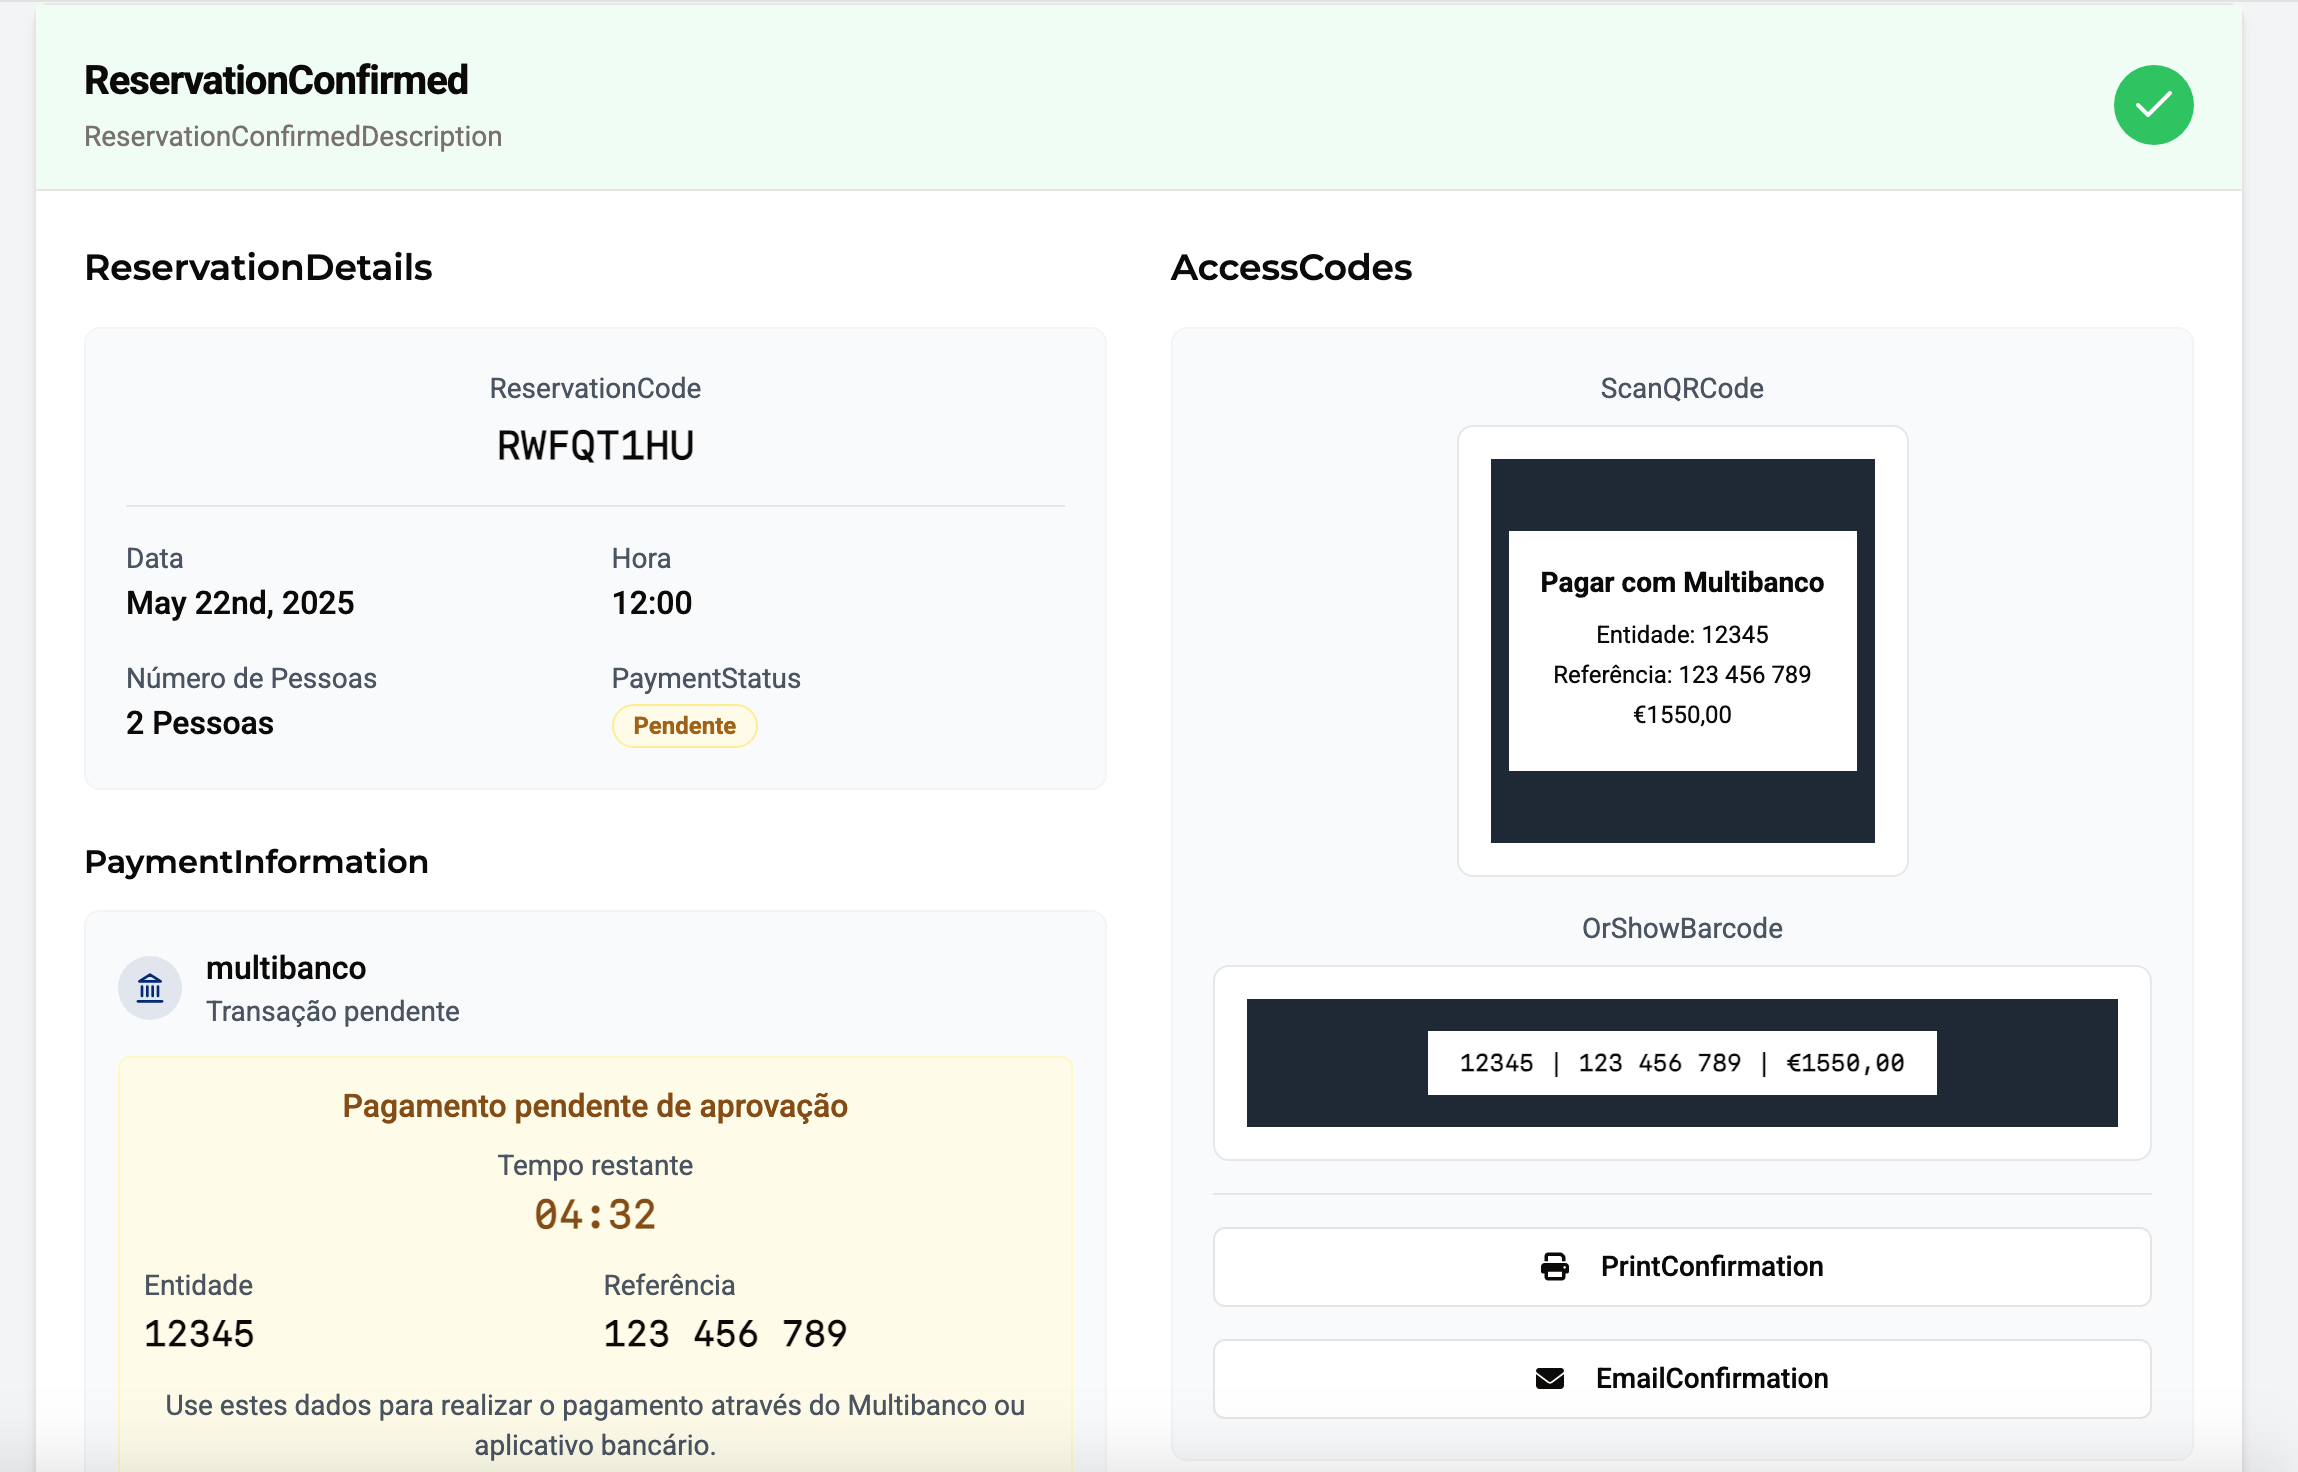 ReservationConfirmed
ReservationConfirmedDescription
ReservationDetails
ReservationCode
RWFQT1HU
Data
May 22nd, 2025
Hora
12:00
Número de Pessoas
2 Pessoas
PaymentStatus
Pendente
PaymentInformation
multibanco
Transação pendente
Pagamento pendente de aprovação
Tempo restante
04:32
Entidade
12345
Referência
123 456 789
Use estes dados para realizar o pagamento através do Multibanco ou
aplicativo bancário.
AccessCodes
ScanQRCode
Pagar com Multibanco
Entidade: 12345
Referência: 123 456 789
€1550,00
OrShowBarcode
12345 | 123 456 789 | €1550,00
PrintConfirmation
EmailConfirmation